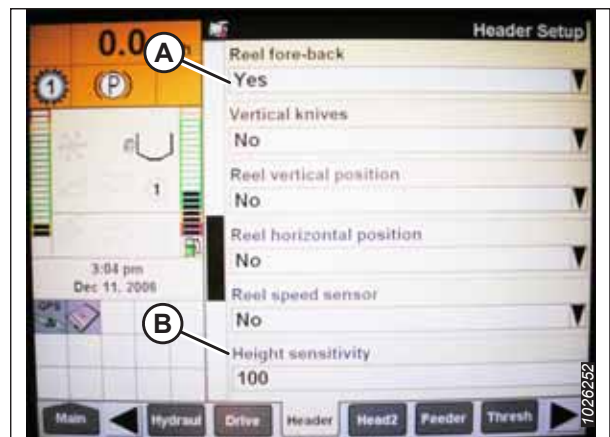 Header Setup
0.0
A
Reel fore-back
Yes
1
(P)
Vertical knives
No
1
Reel vertical position
No
Reel horizontal position
No
3:04 pm
Dec 11, 2006
Reel speed sensor
No
GPS
B
Height sensitivity
100
Main
Hydraul
Drive
Header
Head2
Feeder
Thresh
1026252